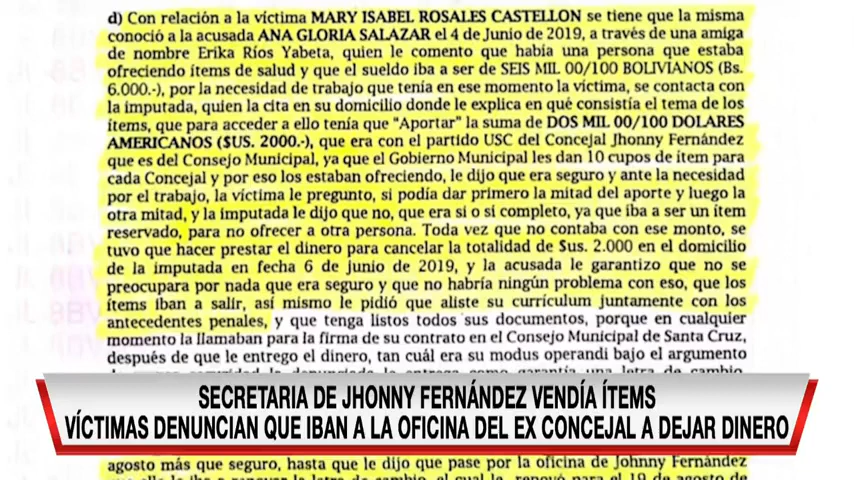 d) Con relación a la víctima MARY ISABEL ROSALES CASTELLON se tiene que la misma
conoció a la acusada ANA GLORIA SALAZAR el 4 de Junio de 2019, a través de una amiga
de nombre Erika Ríos Yabeta, quien le comento que había una persona que estaba
ofreciendo ítems de salud y que el sueldo iba a ser de SEIS MIL 00/100 BOLIVIANOS (Bs.
6.000.-), por la necesidad de trabajo que tenía en ese momento la víctima, se contacta con
la imputada, quien la cita en su domicilio donde le explica en qué consistía el tema de los
ítems, que para acceder a ello tenía que "Aportar" la suma de DOS MIL 00/100 DOLARES
AMERICANOS ($US. 2000.-), que era con el partido USC del Concejal Jhonny Fernández
que es del Consejo Municipal, ya que el Gobierno Municipal les dan 10 cupos de ítem para
cada Concejal y por eso los estaban ofreciendo, le dijo que era seguro y ante la necesidad
por el trabajo, la víctima le pregunto, si podía dar primero la mitad del aporte y luego la
otra mitad, y la imputada le dijo que no, que era si o si completo, ya que iba a ser un ítem
reservado, para no ofrecer a otra persona. Toda vez que no contaba con ese monto, se
tuvo que hacer prestar el dinero para cancelar la totalidad de $us. 2.000 en el domicilio
de la imputada en fecha 6 de junio de 2019, y la acusada le garantizo que no se
preocupara por nada que era seguro y que no habría ningún problema con eso, que los
ítems iban a salir, así mismo le pidió que aliste su currículum juntamente con los
antecedentes penales, y que tenga listos todos sus documentos, porque en cualquier
momento la llamaban para la firma de su contrato en el Consejo Municipal de Santa Cruz,
después de que le entrego el dinero, tan cuál era su modus operandi bajo el argumento
SECRETARIA DE JHONNY FERNÁNDEZ VENDÍA ÍTEMS
VÍCTIMAS DENUNCIAN QUE IBAN A LA OFICINA DEL EX CONCEJAL A DEJAR DINERO
agosto más que seguro, hasta que le dijo que pase por la oficina de Johnny Fernández